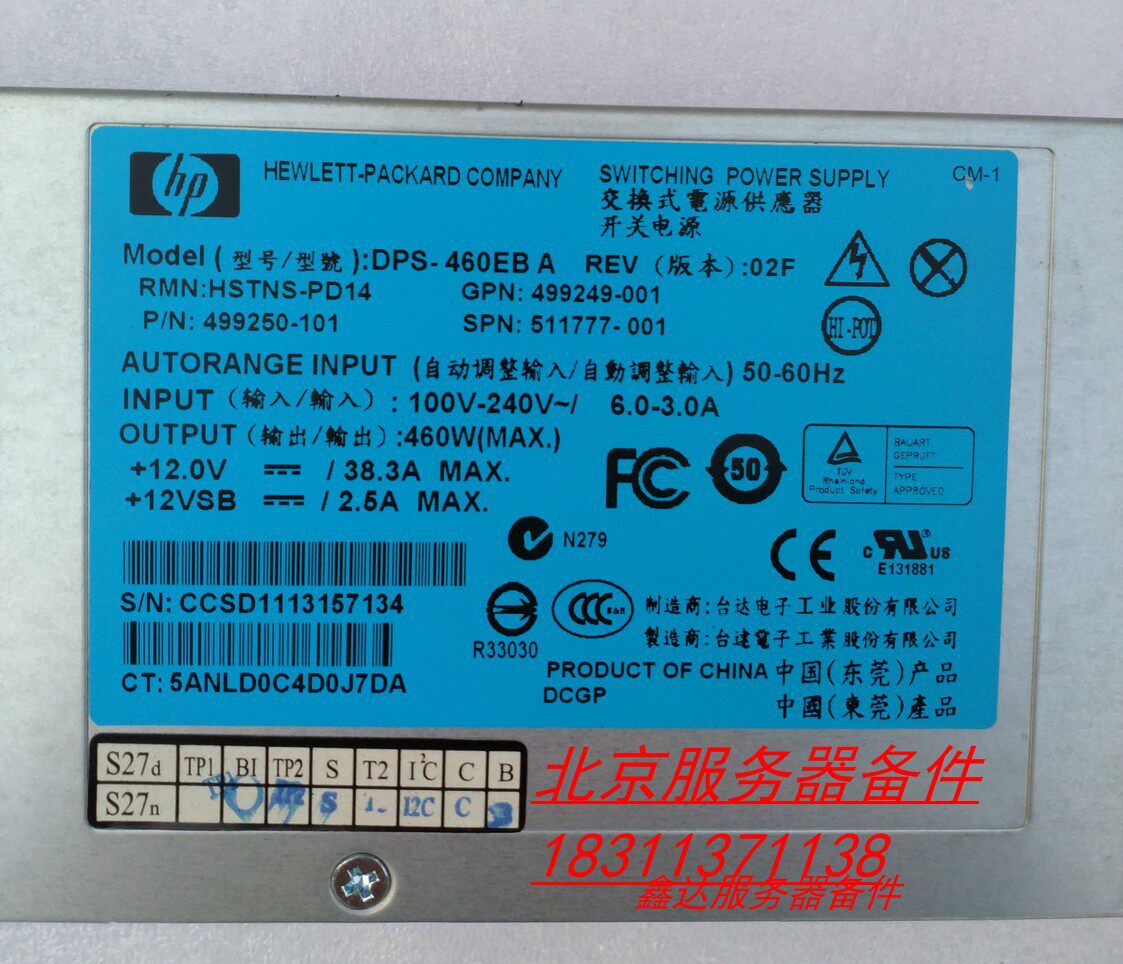 hp HEWLETT-PACKARD COMPANY SWITCHING POWER SUPPLY CM-1
交換式電源供應器
开关电源
Model (型号/型號):DPS-460EB A REV (版本):02F
RMN:HSTNS-PD14 GPN: 499249-001
P/N: 499250-101 SPN: 511777-001
HI-POT
AUTORANGE INPUT (自动调整输入/自動調整輸入) 50-60Hz
INPUT (输入/輸入): 100V-240V~/ 6.0-3.0A
OUTPUT (输出/輸出):460W(MAX.)
+12.0V ⎓ / 38.3A MAX.
+12VSB ⎓ / 2.5A MAX.
FC 50
TÜV
Rheinland
Product Safety
BAUART
GEPRÜFT
TYPE
APPROVED
N279
CE c RU US
E131881
S/N: CCSD1113157134
R33030
CCC S&E
制造商:台达电子工业股份有限公司
製造商:台達電子工業股份有限公司
CT: 5ANLD0C4D0J7DA
PRODUCT OF CHINA 中国(东莞)产品
DCGP 中國(東莞)產品
S27d TP1 BI TP2 S T2 I²C C B
S27n TP2 S I2C C B
北京服务器备件
18311371138
鑫达服务器备件